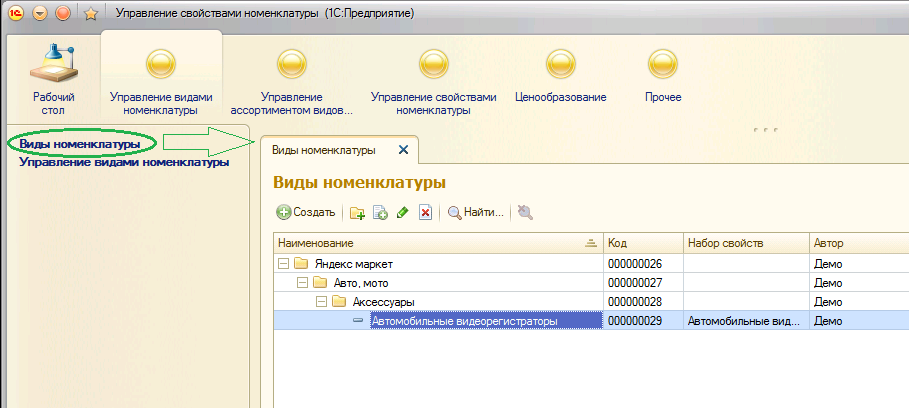 Управление свойствами номенклатуры (1С:Предприятие)
Рабочий
стол
Управление видами
номенклатуры
Управление
ассортиментом видов...
Управление свойствами
номенклатуры
Ценообразование
Прочее
Виды номенклатуры
Управление видами номенклатуры
Виды номенклатуры
Виды номенклатуры
Создать Найти...
Наименование Код Набор свойств Автор
Яндекс маркет 000000026 Демо
Авто, мото 000000027 Демо
Аксессуары 000000028 Демо
Автомобильные видеорегистраторы 000000029 Автомобильные вид... Демо